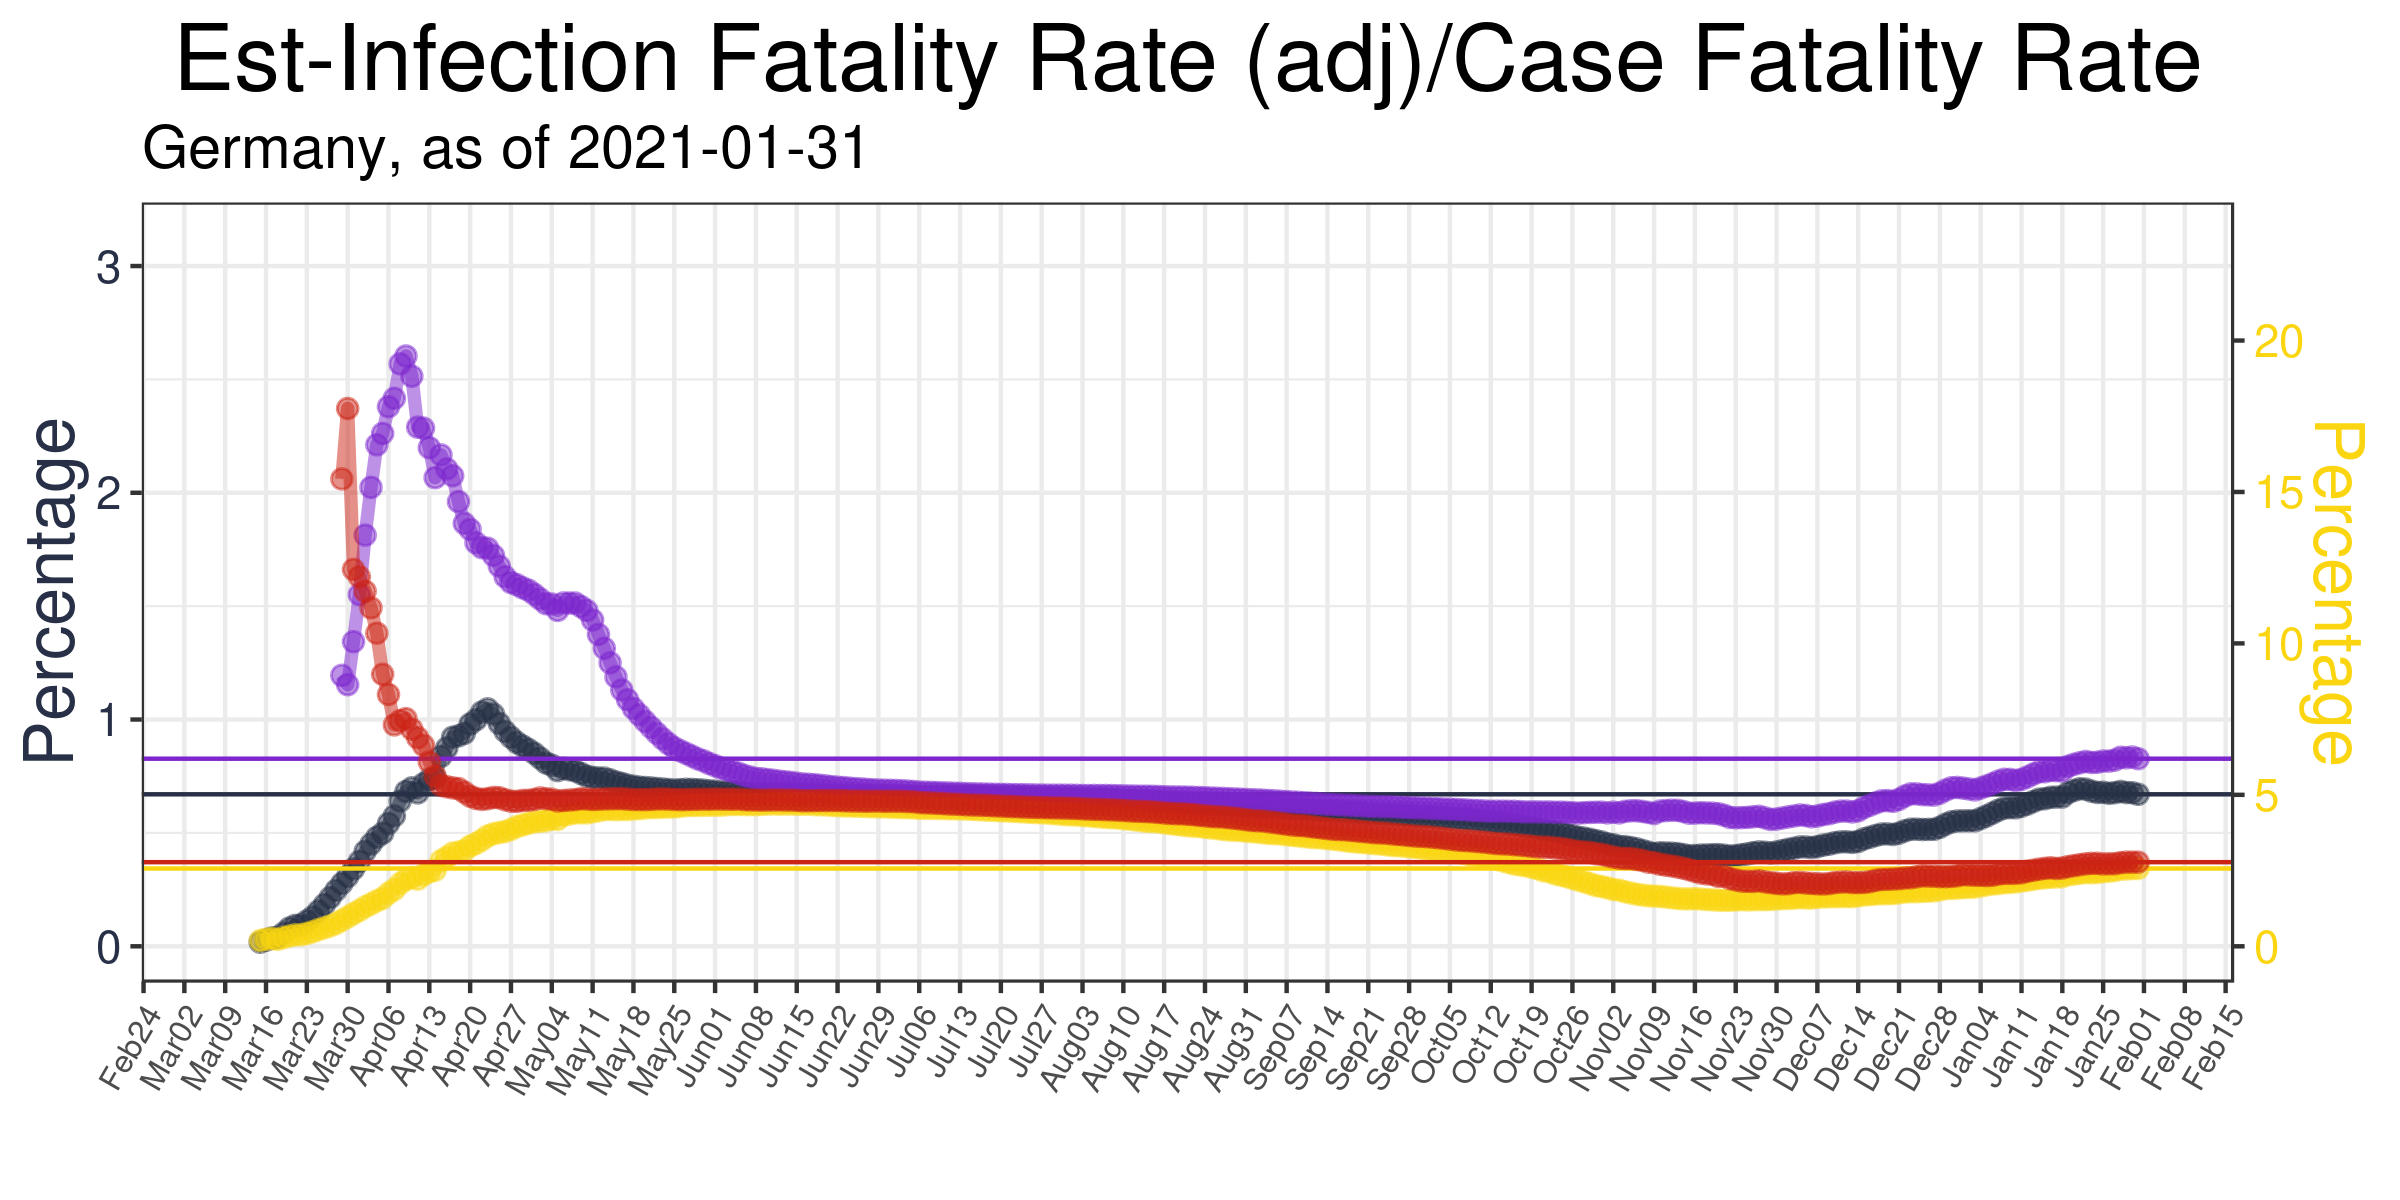 Est-Infection Fatality Rate (adj)/Case Fatality Rate
Germany, as of 2021-01-31
Percentage
3
2
1
0
20
15
10
5
0
Percentage
Feb24
Mar02
Mar09
Mar16
Mar23
Mar30
Apr06
Apr13
Apr20
Apr27
May04
May11
May18
May25
Jun01
Jun08
Jun15
Jun22
Jun29
Jul06
Jul13
Jul20
Jul27
Aug03
Aug10
Aug17
Aug24
Aug31
Sep07
Sep14
Sep21
Sep28
Oct05
Oct12
Oct19
Oct26
Nov02
Nov09
Nov16
Nov23
Nov30
Dec07
Dec14
Dec21
Dec28
Jan04
Jan11
Jan18
Jan25
Feb01
Feb08
Feb15